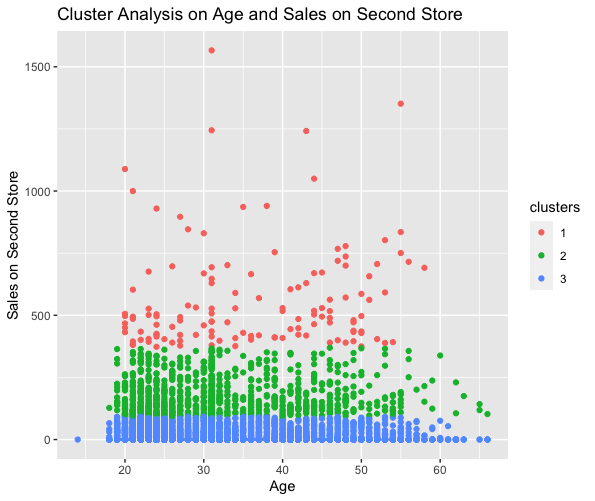 Cluster Analysis on Age and Sales on Second Store
1500
1000
500
0
Sales on Second Store
20 30 40 50 60
Age
clusters
1
2
3